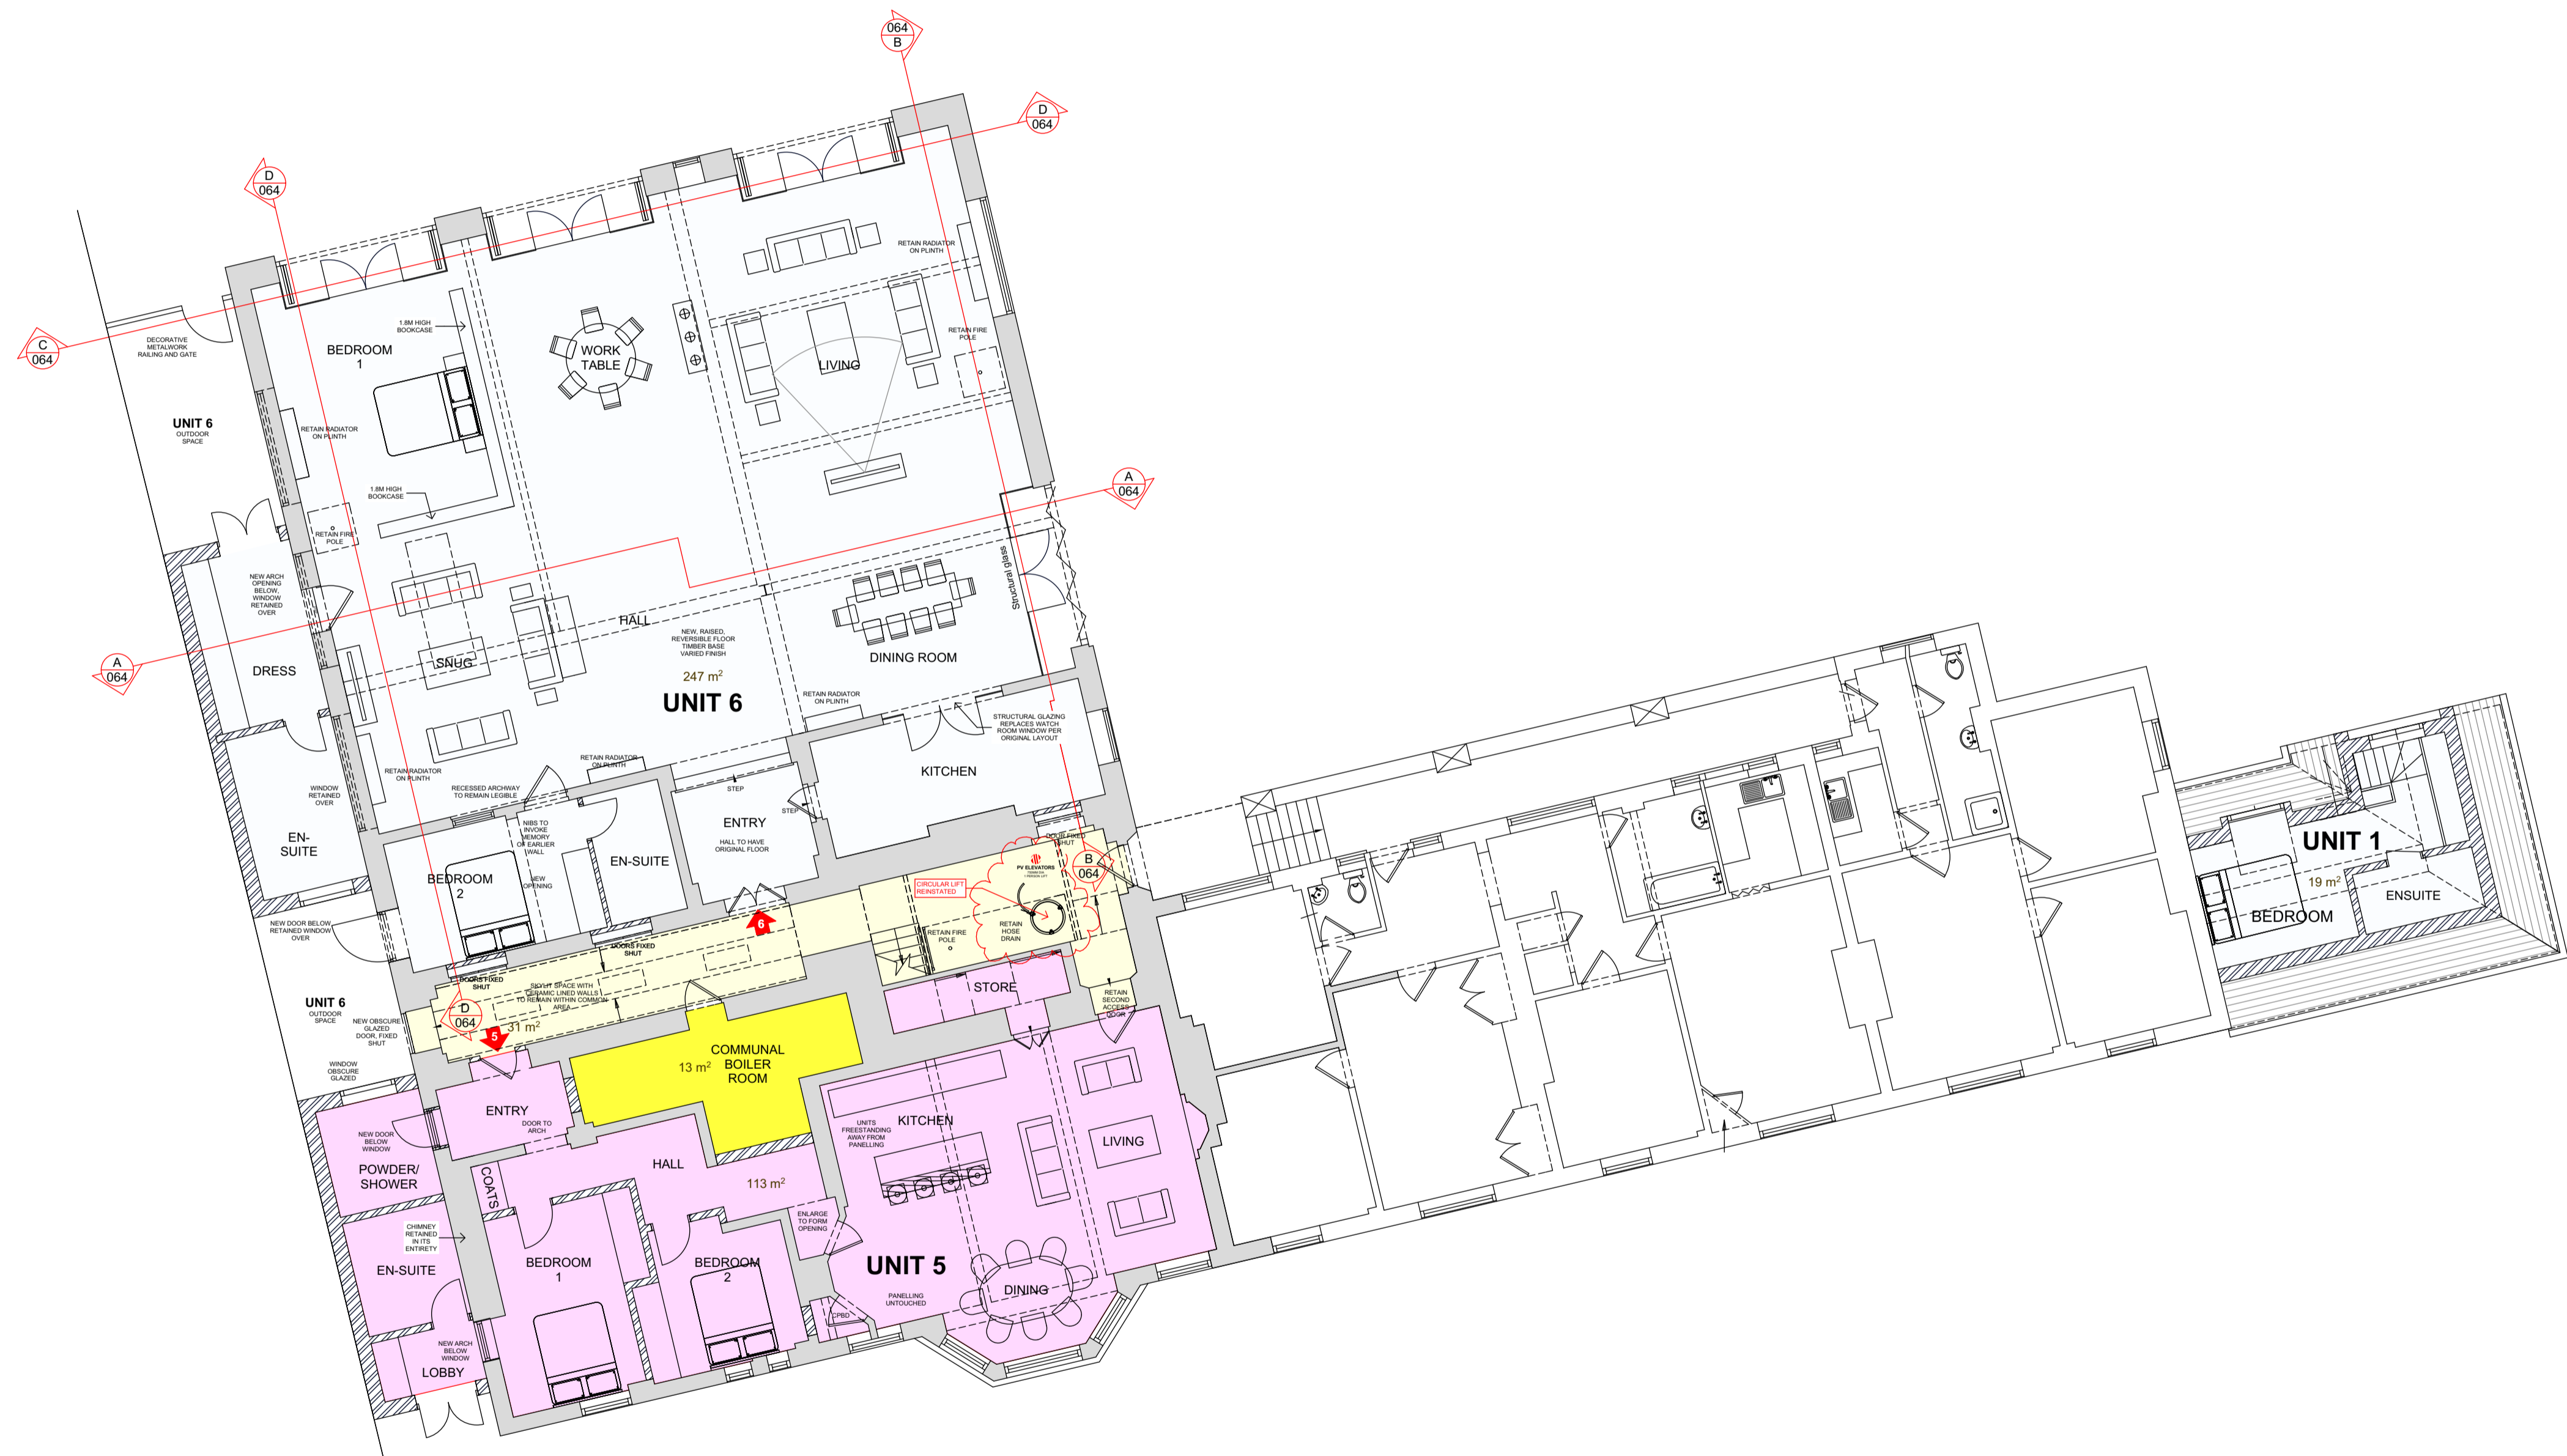 064
B
D
064
D
064
C
064
DECORATIVE
METALWORK
RAILING AND GATE
1.8M HIGH
BOOKCASE
BEDROOM
1
WORK
TABLE
LIVING
RETAIN RADIATOR
ON PLINTH
RETAIN FIRE
POLE
UNIT 6
OUTDOOR
SPACE
RETAIN RADIATOR
ON PLINTH
1.8M HIGH
BOOKCASE
RETAIN FIRE
POLE
A
064
Structural glass
NEW ARCH
OPENING
BELOW,
WINDOW
RETAINED
OVER
HALL
NEW, RAISED,
REVERSIBLE FLOOR
TIMBER BASE
VARIED FINISH
247 m²
UNIT 6
DINING ROOM
A
064
DRESS
SNUG
RETAIN RADIATOR
ON PLINTH
STRUCTURAL GLAZING
REPLACES WATCH
ROOM WINDOW PER
ORIGINAL LAYOUT
KITCHEN
RETAIN RADIATOR
ON PLINTH
RETAIN RADIATOR
ON PLINTH
WINDOW
RETAINED
OVER
RECESSED ARCHWAY
TO REMAIN LEGIBLE
STEP
STEP
EN-
SUITE
NIBS TO
INVOKE
MEMORY
OF EARLIER
WALL
ENTRY
HALL TO HAVE
ORIGINAL FLOOR
EN-SUITE
BEDROOM
2
NEW
OPENING
DOOR FIXED
SHUT
PV ELEVATORS
1 PERSON LIFT
CIRCULAR LIFT
REINSTATED
B
064
UNIT 1
19 m²
BEDROOM
ENSUITE
NEW DOOR BELOW
RETAINED WINDOW
OVER
6
RETAIN
HOSE
DRAIN
RETAIN FIRE
POLE
DOORS FIXED
SHUT
DOORS FIXED
SHUT
SKYLIT SPACE WITH
CERAMIC LINED WALLS
TO REMAIN WITHIN COMMON
AREA
STORE
RETAIN
SECOND
ACCESS
DOOR
UNIT 6
OUTDOOR
SPACE
NEW OBSCURE
GLAZED
DOOR, FIXED
SHUT
D
064
31 m²
5
WINDOW
OBSCURE
GLAZED
COMMUNAL
BOILER
ROOM
13 m²
ENTRY
DOOR TO
ARCH
KITCHEN
UNITS
FREESTANDING
AWAY FROM
PANELLING
LIVING
NEW DOOR
BELOW
WINDOW
POWDER/
SHOWER
COATS
HALL
113 m²
ENLARGE
TO FORM
OPENING
CHIMNEY
RETAINED
IN ITS
ENTIRETY
EN-SUITE
BEDROOM
1
BEDROOM
2
UNIT 5
DINING
PANELLING
UNTOUCHED
CPBD
NEW ARCH
BELOW
WINDOW
LOBBY